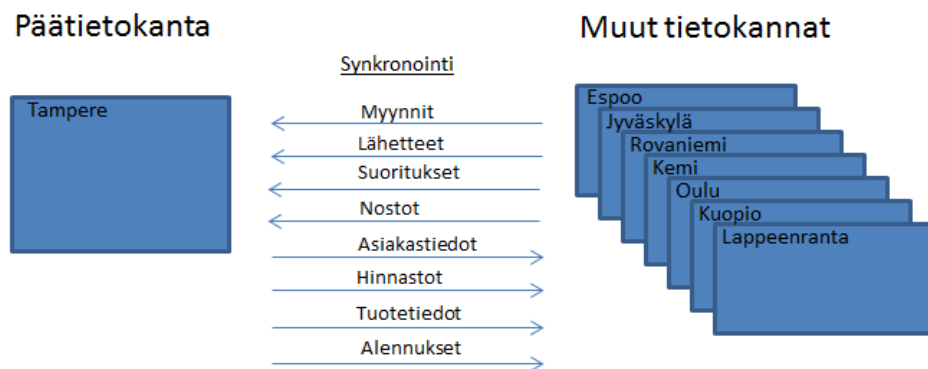 Päätietokanta
Muut tietokannat
Synkronointi
Tampere
Myynnit
Lähetteet
Suoritukset
Nostot
Asiakastiedot
Hinnastot
Tuotetiedot
Alennukset
Espoo
Jyväskylä
Rovaniemi
Kemi
Oulu
Kuopio
Lappeenranta